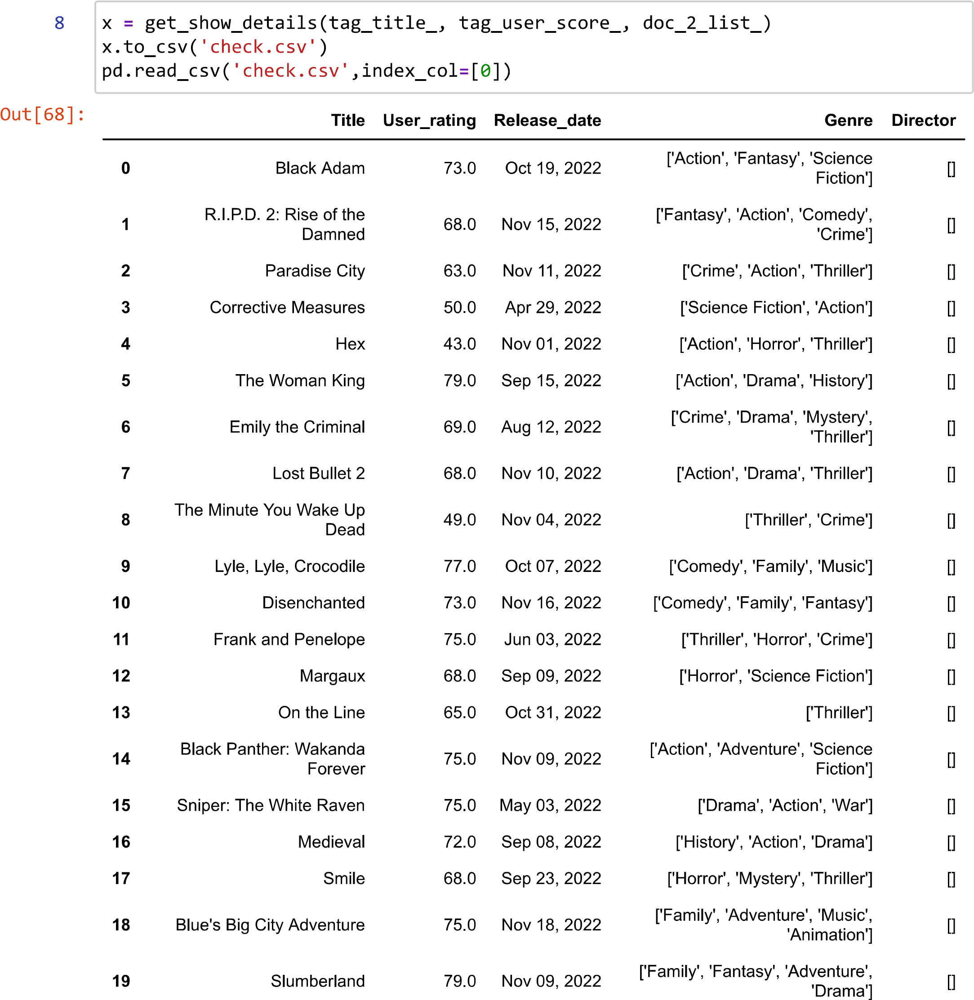 8 x = get_show_details(tag_title_, tag_user_score_, doc_2_list_)
x.to_csv('check.csv')
pd.read_csv('check.csv',index_col=[0])
Out[68]:
Title User_rating Release_date Genre Director
0 Black Adam 73.0 Oct 19, 2022 ['Action', 'Fantasy', 'Science
Fiction'] []
1 R.I.P.D. 2: Rise of the
Damned 68.0 Nov 15, 2022 ['Fantasy', 'Action', 'Comedy',
'Crime'] []
2 Paradise City 63.0 Nov 11, 2022 ['Crime', 'Action', 'Thriller'] []
3 Corrective Measures 50.0 Apr 29, 2022 ['Science Fiction', 'Action'] []
4 Hex 43.0 Nov 01, 2022 ['Action', 'Horror', 'Thriller'] []
5 The Woman King 79.0 Sep 15, 2022 ['Action', 'Drama', 'History'] []
6 Emily the Criminal 69.0 Aug 12, 2022 ['Crime', 'Drama', 'Mystery',
'Thriller'] []
7 Lost Bullet 2 68.0 Nov 10, 2022 ['Action', 'Drama', 'Thriller'] []
8 The Minute You Wake Up
Dead 49.0 Nov 04, 2022 ['Thriller', 'Crime'] []
9 Lyle, Lyle, Crocodile 77.0 Oct 07, 2022 ['Comedy', 'Family', 'Music'] []
10 Disenchanted 73.0 Nov 16, 2022 ['Comedy', 'Family', 'Fantasy'] []
11 Frank and Penelope 75.0 Jun 03, 2022 ['Thriller', 'Horror', 'Crime'] []
12 Margaux 68.0 Sep 09, 2022 ['Horror', 'Science Fiction'] []
13 On the Line 65.0 Oct 31, 2022 ['Thriller'] []
14 Black Panther: Wakanda
Forever 75.0 Nov 09, 2022 ['Action', 'Adventure', 'Science
Fiction'] []
15 Sniper: The White Raven 75.0 May 03, 2022 ['Drama', 'Action', 'War'] []
16 Medieval 72.0 Sep 08, 2022 ['History', 'Action', 'Drama'] []
17 Smile 68.0 Sep 23, 2022 ['Horror', 'Mystery', 'Thriller'] []
18 Blue's Big City Adventure 75.0 Nov 18, 2022 ['Family', 'Adventure', 'Music',
'Animation'] []
19 Slumberland 79.0 Nov 09, 2022 ['Family', 'Fantasy', 'Adventure',
'Drama'] []